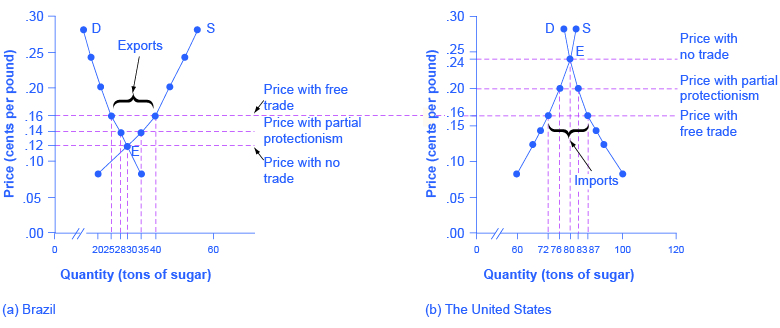 .30
.25
.20
.16
.14
.12
.10
.05
.00
Price (cents per pound)
D
S
Exports
E
Price with free
trade
Price with partial
protectionism
Price with no
trade
0
20
25
28
30
35
40
60
Quantity (tons of sugar)
(a) Brazil
.30
.25
.24
.20
.16
.15
.10
.05
.00
Price (cents per pound)
D
S
E
Imports
Price with
no trade
Price with partial
protectionism
Price with
free trade
0
60
72
76
80
83
87
100
120
Quantity (tons of sugar)
(b) The United States